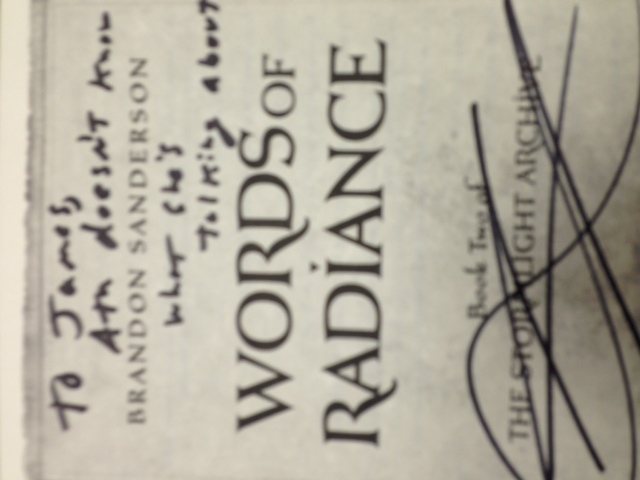 To James,
doesn't know
BRANDON SANDERSON
what she's
talking about
WORDS OF
RADIANCE
Book Two of
THE STORMLIGHT ARCHIVE